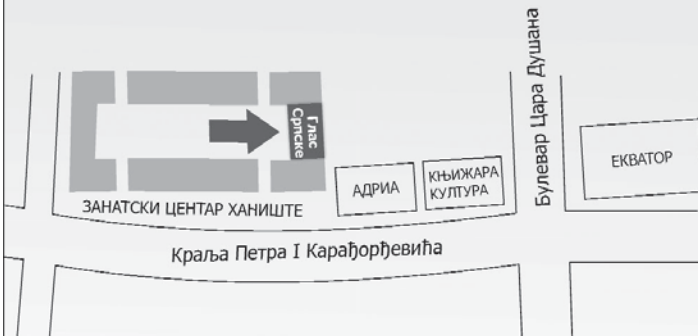 Булевар Цара Душана
Глас
Српске
ЕКВАТОР
АДРИА
КЊИЖАРА
КУЛТУРА
ЗАНАТСКИ ЦЕНТАР ХАНИШТЕ
Краља Петра I Карађорђевића